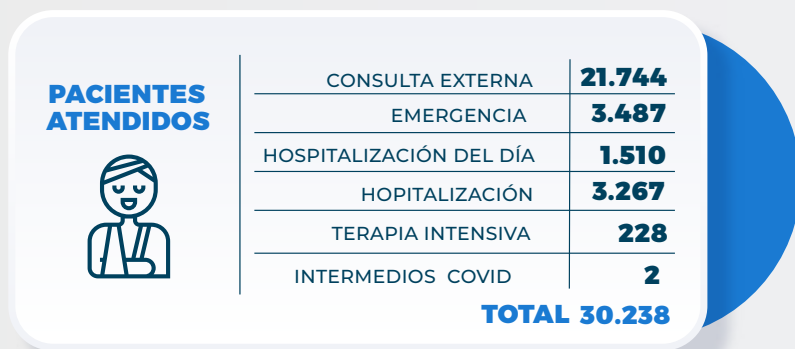 PACIENTES
ATENDIDOS
CONSULTA EXTERNA 21.744
EMERGENCIA 3.487
HOSPITALIZACIÓN DEL DÍA 1.510
HOPITALIZACIÓN 3.267
TERAPIA INTENSIVA 228
INTERMEDIOS COVID 2
TOTAL 30.238